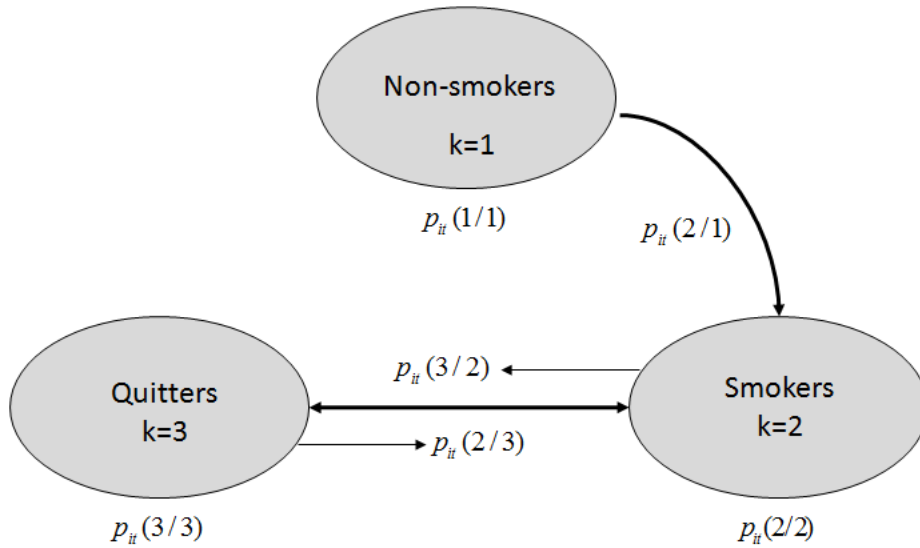 Non-smokers
k=1
p_it(1/1)
p_it(2/1)
p_it(3/2)
Quitters
k=3
Smokers
k=2
p_it(2/3)
p_it(3/3)
p_it(2/2)